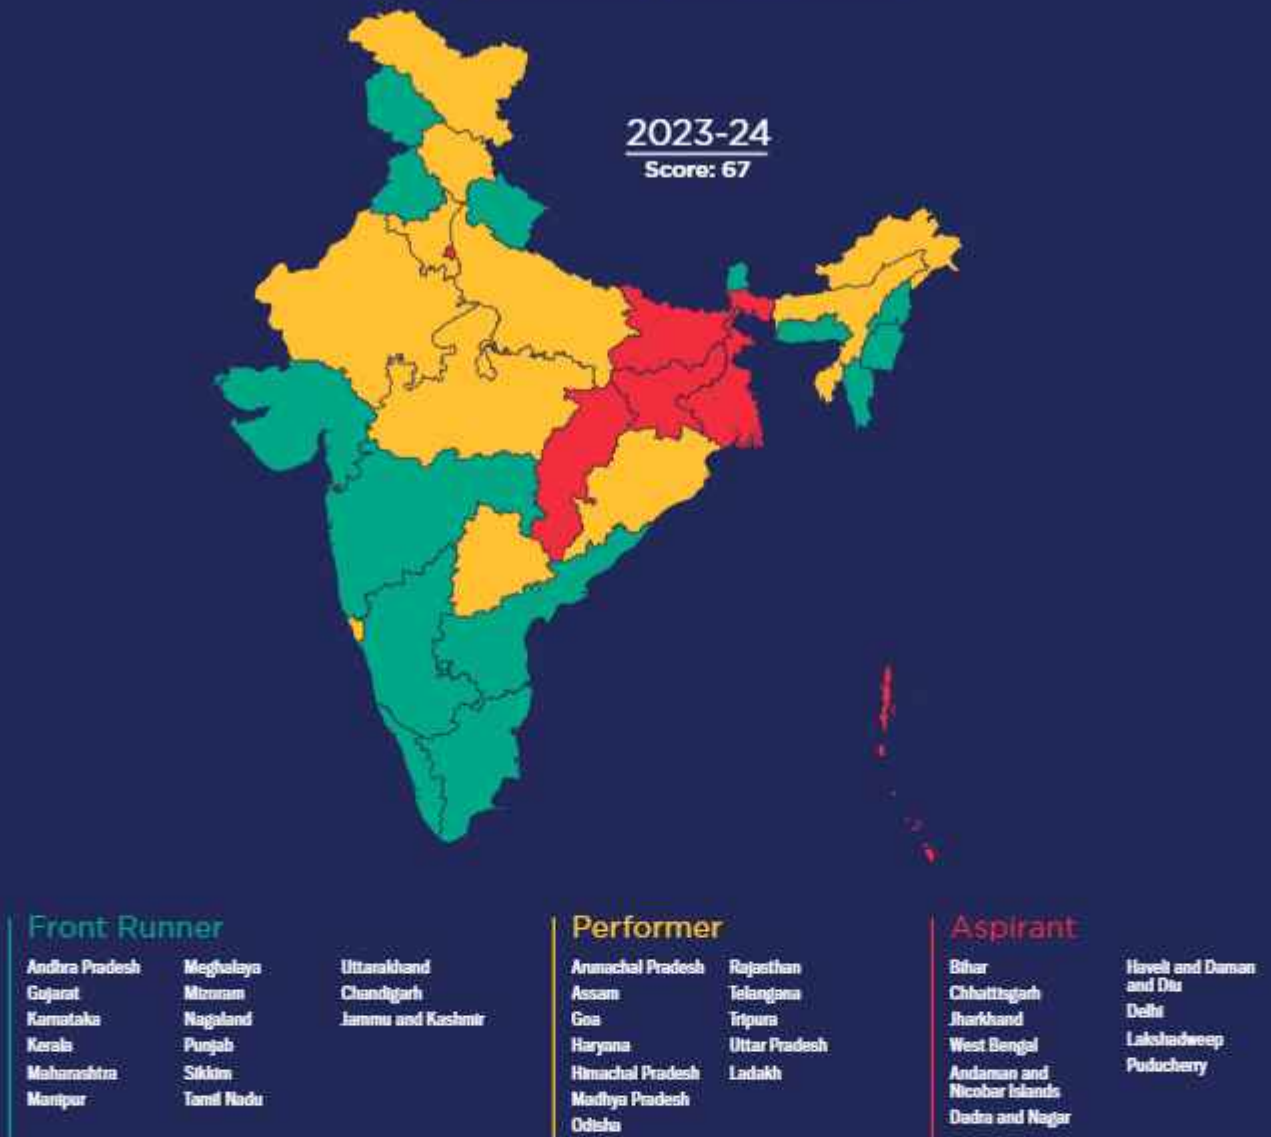 2023-24
Score: 67
Front Runner
Andhra Pradesh
Gujarat
Karnataka
Kerala
Maharashtra
Manipur
Meghalaya
Mizoram
Nagaland
Punjab
Sikkim
Tamil Nadu
Uttarakhand
Chandigarh
Jammu and Kashmir
Performer
Arunachal Pradesh
Assam
Goa
Haryana
Himachal Pradesh
Madhya Pradesh
Odisha
Rajasthan
Telangana
Tripura
Uttar Pradesh
Ladakh
Aspirant
Bihar
Chhattisgarh
Jharkhand
West Bengal
Andaman and
Nicobar Islands
Dadra and Nagar
Haveli and Daman
and Diu
Delhi
Lakshadweep
Puducherry